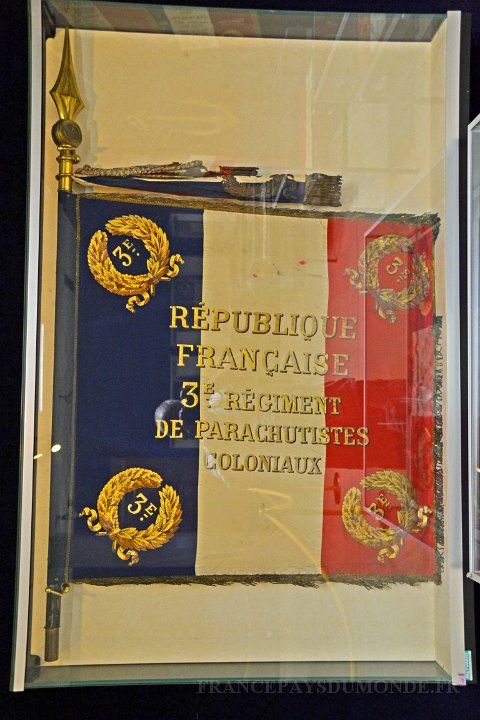 3E.
3E.
RÉPUBLIQUE
FRANÇAISE
3E RÉGIMENT
DE PARACHUTISTES
COLONIAUX
3E.
3E.
FRANCEPAYSDUMONDE.FR